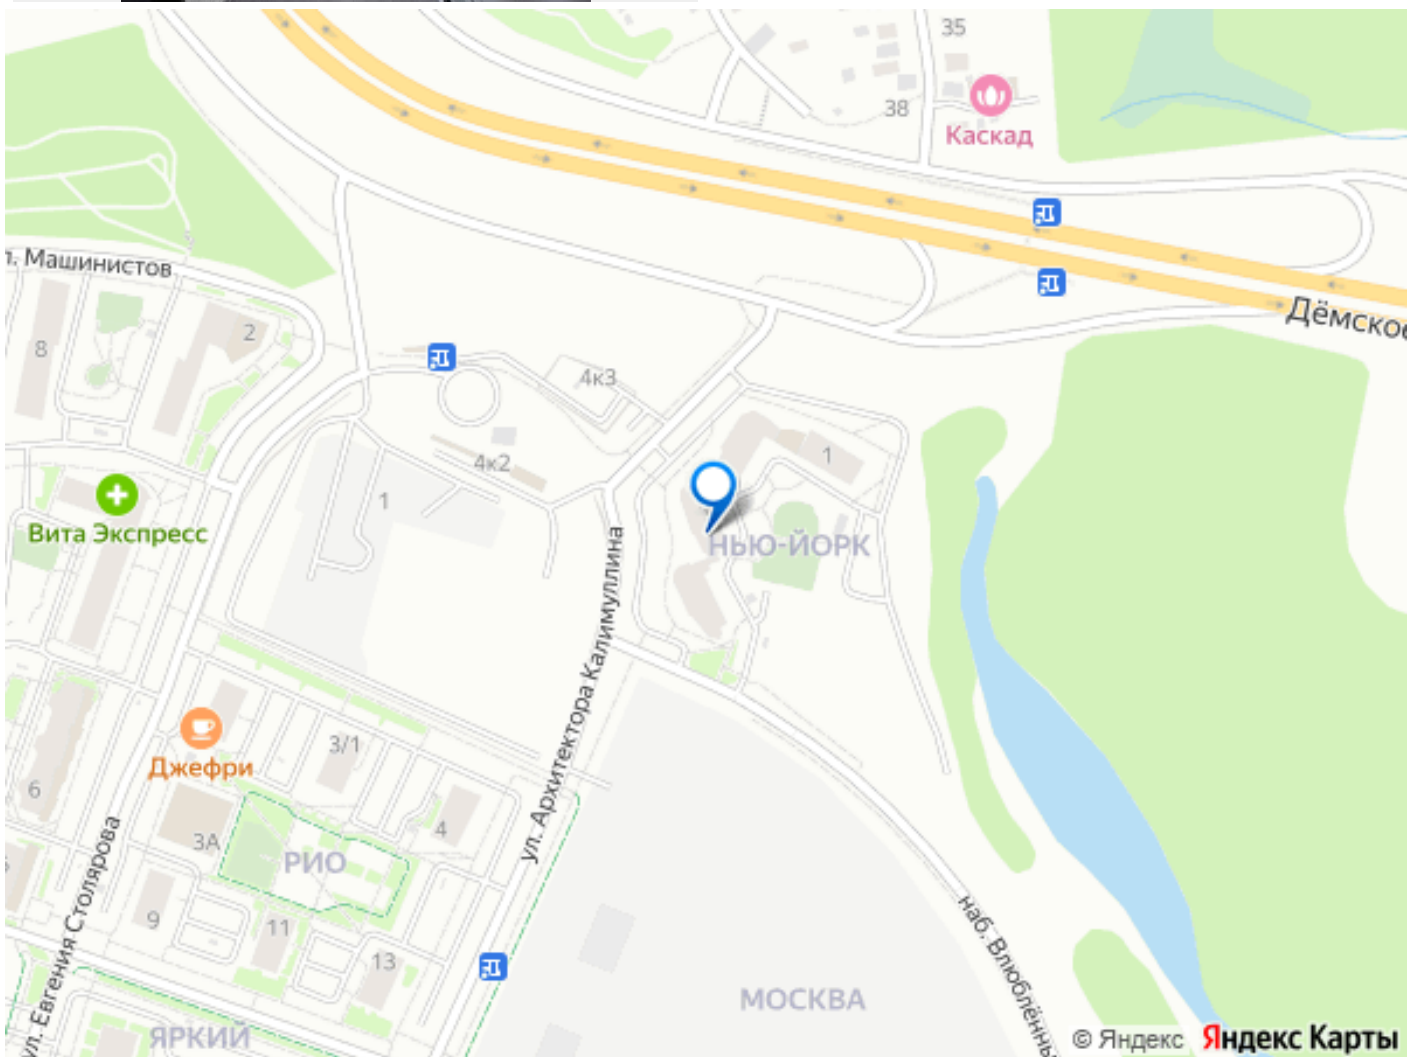 35
38
Каскад
л. Машинистов
Дёмское
2
8
4к3
1
4к2
1
Вита Экспресс
НЬЮ-ЙОРК
ул. Архитектора Калимуллина
3/1
Джефри
6
4
3А
РИО
ул. Евгения Столярова
9
11
13
наб. Влюблённы
МОСКВА
ЯРКИЙ
© Яндекс Яндекс Карты